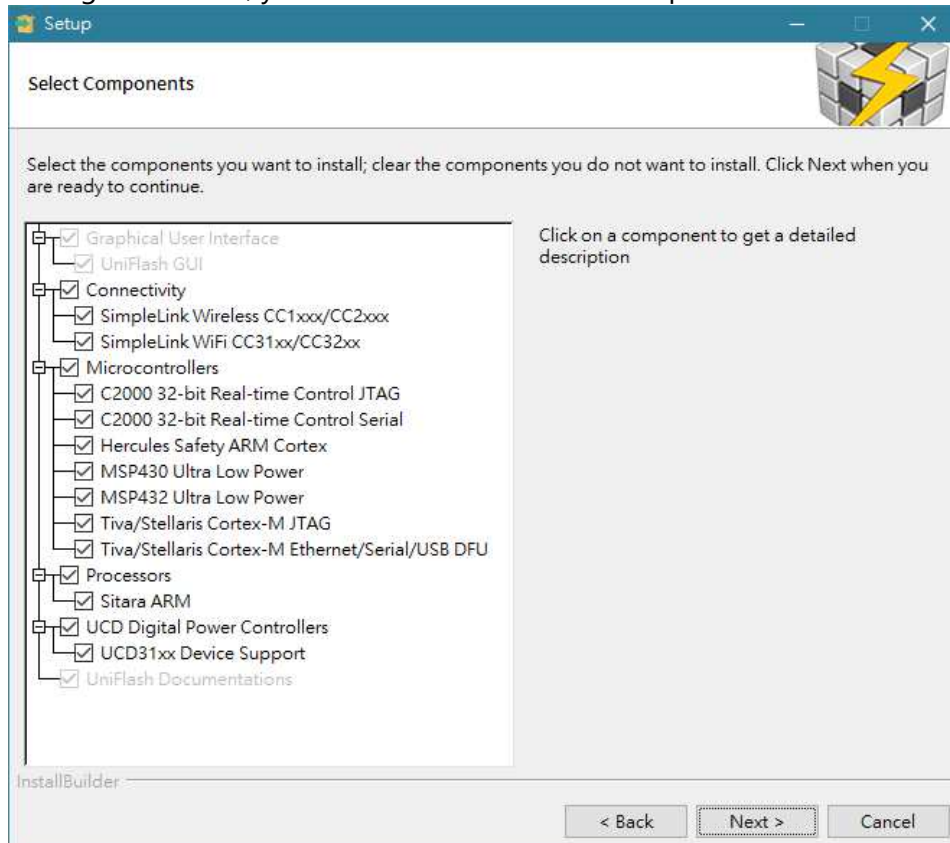 Setup
Select Components
Select the components you want to install; clear the components you do not want to install. Click Next when you
are ready to continue.
Graphical User Interface
UniFlash GUI
Connectivity
SimpleLink Wireless CC1xxx/CC2xxx
SimpleLink WiFi CC31xx/CC32xx
Microcontrollers
C2000 32-bit Real-time Control JTAG
C2000 32-bit Real-time Control Serial
Hercules Safety ARM Cortex
MSP430 Ultra Low Power
MSP432 Ultra Low Power
Tiva/Stellaris Cortex-M JTAG
Tiva/Stellaris Cortex-M Ethernet/Serial/USB DFU
Processors
Sitara ARM
UCD Digital Power Controllers
UCD31xx Device Support
UniFlash Documentations
Click on a component to get a detailed
description
InstallBuilder
< Back
Next >
Cancel